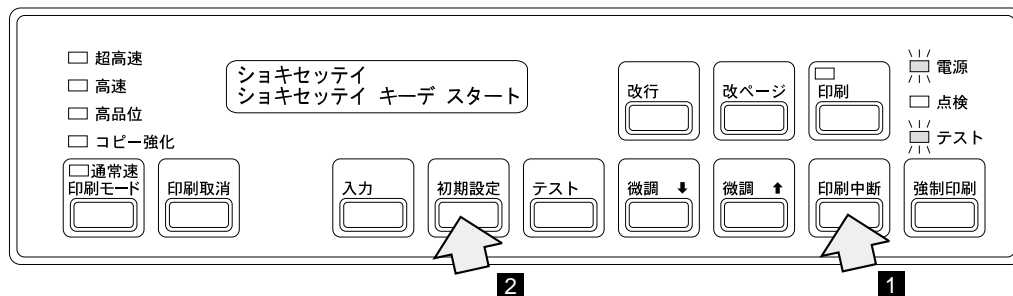 超高速
高速
高品位
コピー強化
通常速
印刷モード
印刷取消
ショキセッテイ
ショキセッテイ キーデ スタート
改行
改ページ
印刷
電源
点検
テスト
入力
初期設定
テスト
微調 ⬇
微調 ⬆
印刷中断
強制印刷
2
1